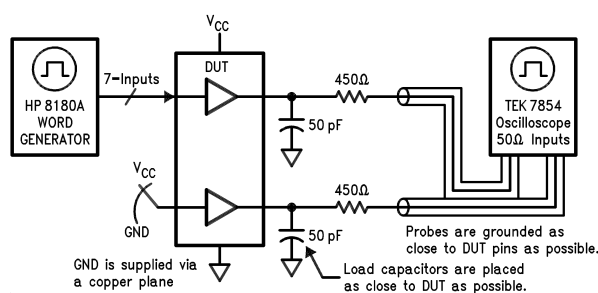 VCC
HP 8180A
WORD
GENERATOR
7-Inputs
DUT
450Ω
50 pF
TEK 7854
Oscilloscope
50Ω Inputs
VCC
GND
450Ω
50 pF
GND is supplied via
a copper plane
Load capacitors are placed
as close to DUT as possible.
Probes are grounded as
close to DUT pins as possible.